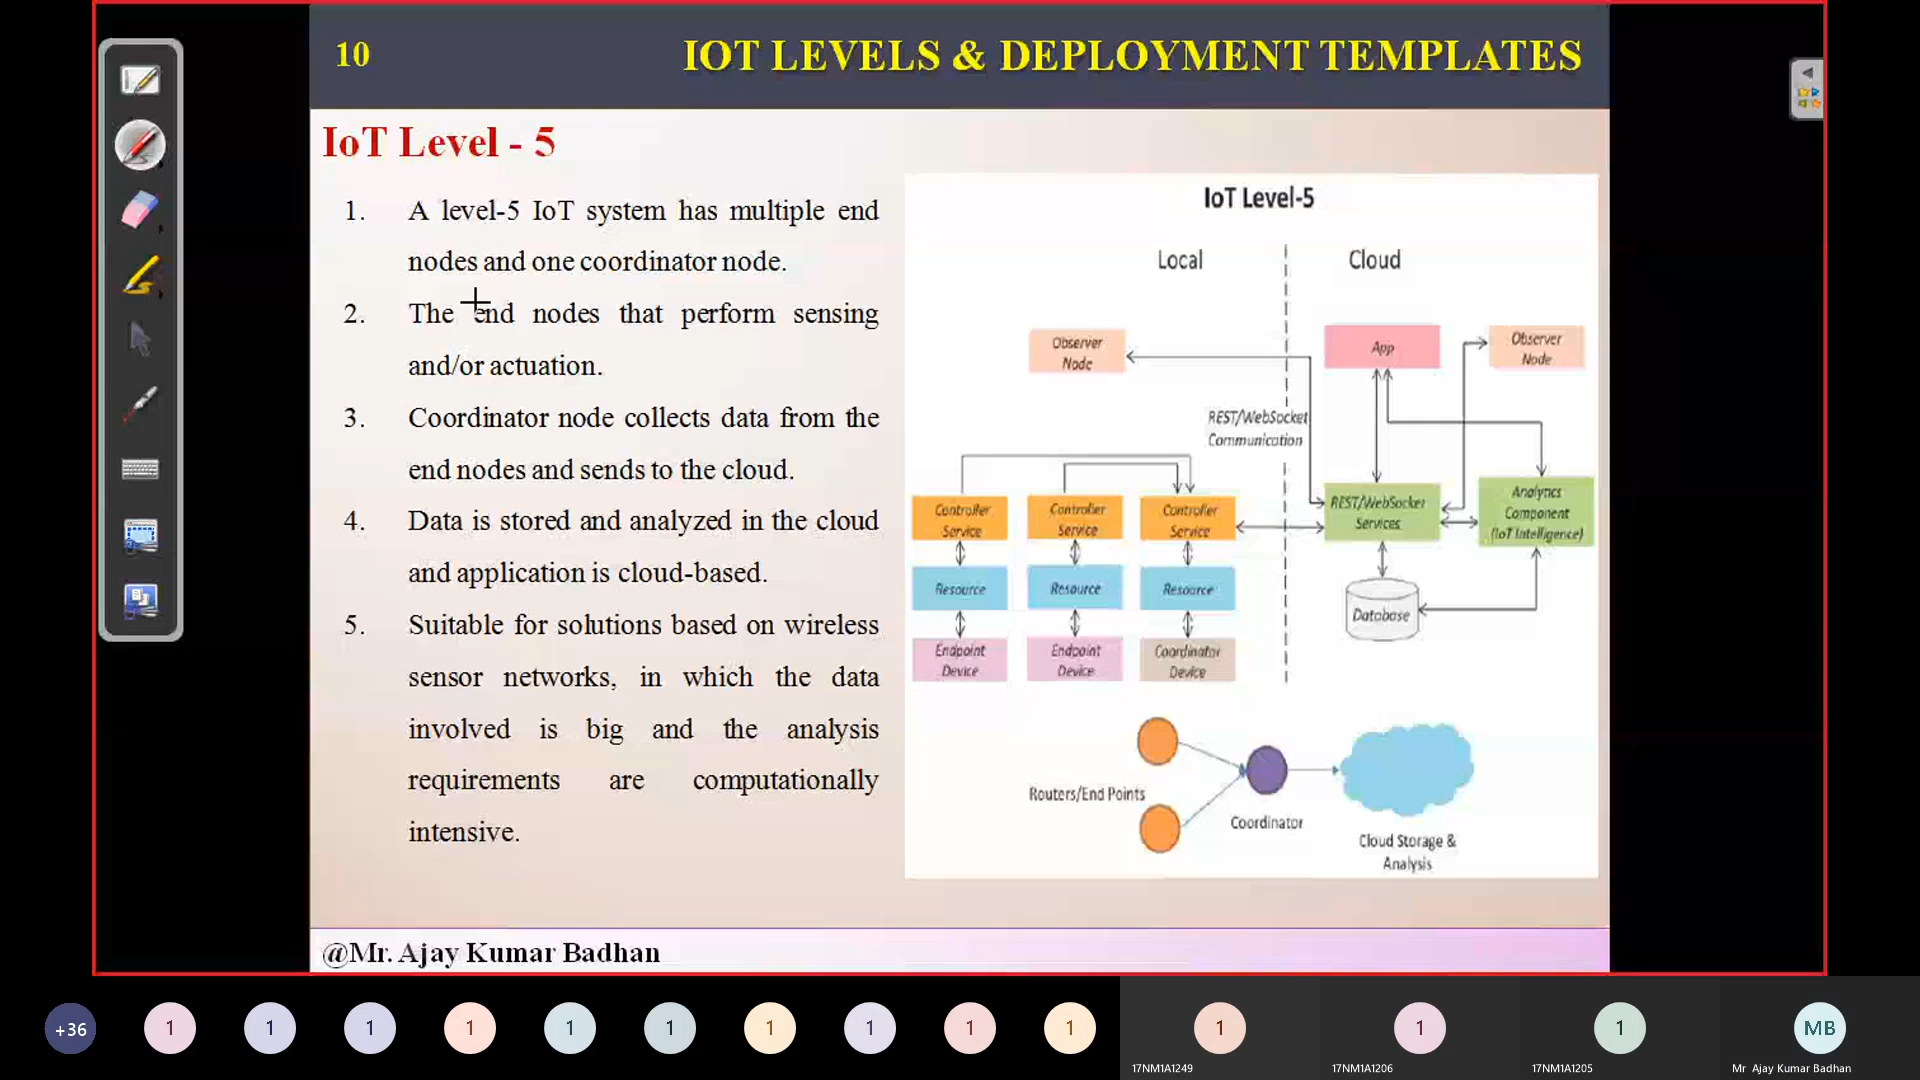 10
IOT LEVELS & DEPLOYMENT TEMPLATES
IoT Level - 5
1. A level-5 IoT system has multiple end
nodes and one coordinator node.
2. The end nodes that perform sensing
and/or actuation.
3. Coordinator node collects data from the
end nodes and sends to the cloud.
4. Data is stored and analyzed in the cloud
and application is cloud-based.
5. Suitable for solutions based on wireless
sensor networks, in which the data
involved is big and the analysis
requirements are computationally
intensive.
IoT Level-5
Local
Cloud
Observer
Node
App
Observer
Node
REST/WebSocket
Communication
Controller
Service
Controller
Service
Controller
Service
REST/WebSocket
Services
Analytics
Component
(IoT Intelligence)
Resource
Resource
Resource
Database
Endpoint
Device
Endpoint
Device
Coordinator
Device
Routers/End Points
Coordinator
Cloud Storage &
Analysis
@Mr. Ajay Kumar Badhan
+36
1
1
1
1
1
1
1
1
1
1
1
1
1
MB
17NM1A1249
17NM1A1206
17NM1A1205
Mr Ajay Kumar Badhan